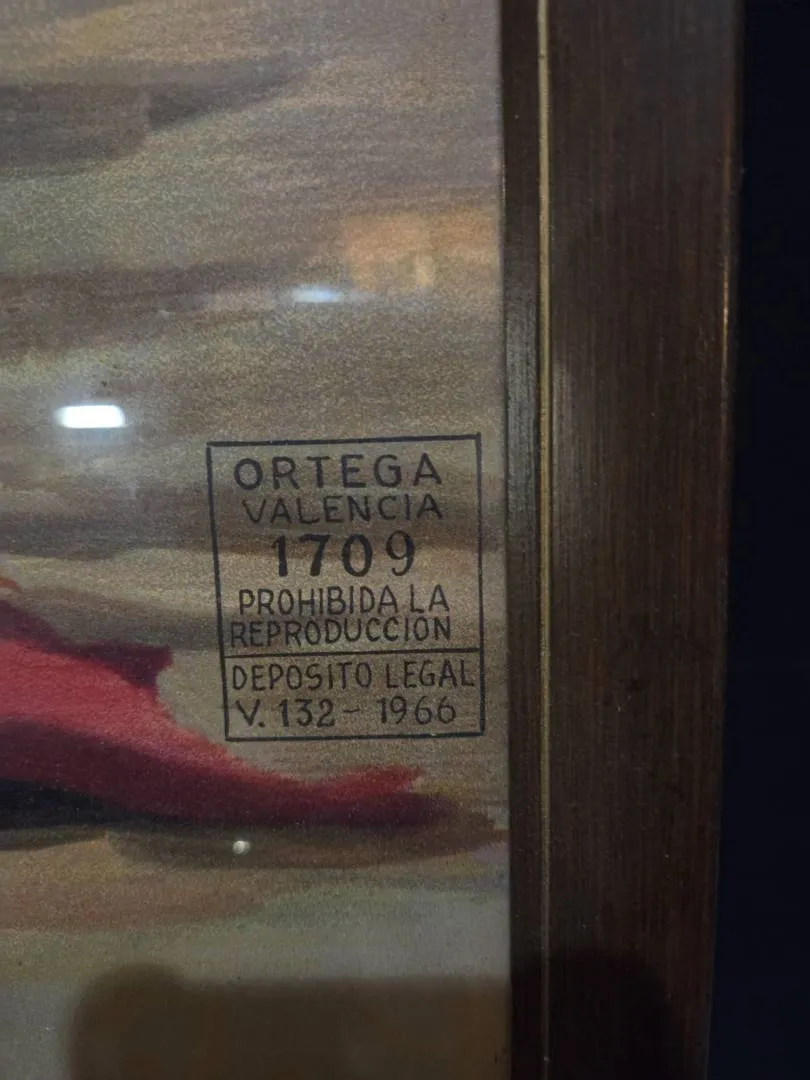 ORTEGA
VALENCIA
1709
PROHIBIDA LA
REPRODUCCION
DEPOSITO LEGAL
V. 132 - 1966